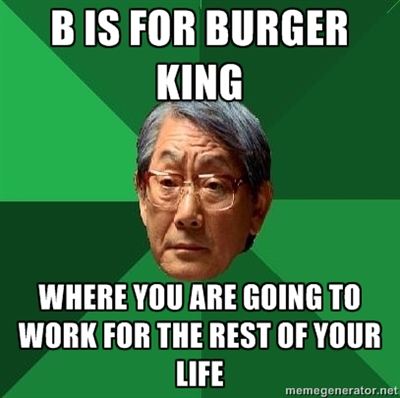 B IS FOR BURGER
KING
WHERE YOU ARE GOING TO
WORK FOR THE REST OF YOUR
LIFE
memegenerator.net